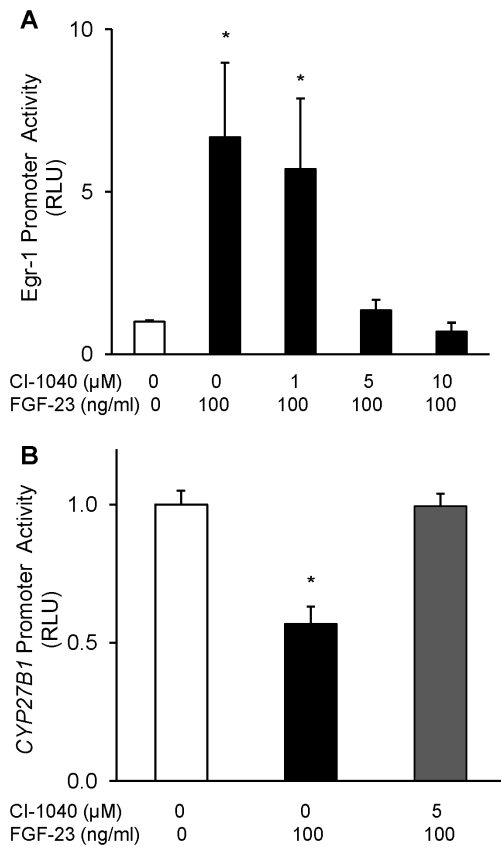 A
10
*
*
Egr-1 Promoter Activity
(RLU)
5
0
CI-1040 (µM) 0 0 1 5 10
FGF-23 (ng/ml) 0 100 100 100 100
B
1.0
CYP27B1 Promoter Activity
(RLU)
*
0.5
0.0
CI-1040 (µM) 0 0 5
FGF-23 (ng/ml) 0 100 100